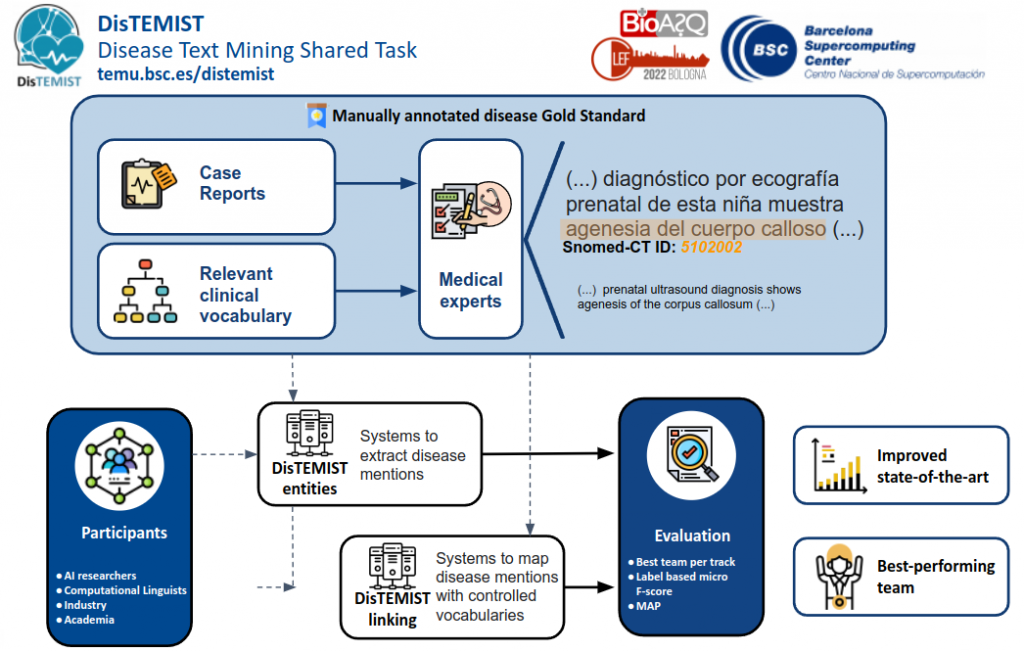 DisTEMIST
DisTEMIST
Disease Text Mining Shared Task
temu.bsc.es/distemist
BioASQ
CLEF
2022 BOLOGNA
BSC
Barcelona
Supercomputing
Center
Centro Nacional de Supercomputación
Manually annotated disease Gold Standard
Case
Reports
Relevant
clinical
vocabulary
Medical
experts
(...) diagnóstico por ecografía
prenatal de esta niña muestra
agenesia del cuerpo calloso (...)
Snomed-CT ID: 5102002
(...) prenatal ultrasound diagnosis shows
agenesis of the corpus callosum (...)
Participants
• AI researchers
• Computational Linguists
• Industry
• Academia
DisTEMIST
entities
Systems to
extract disease
mentions
DisTEMIST
linking
Systems to map
disease mentions
with controlled
vocabularies
Evaluation
• Best team per track
• Label based micro
F-score
• MAP
Improved
state-of-the-art
Best-performing
team